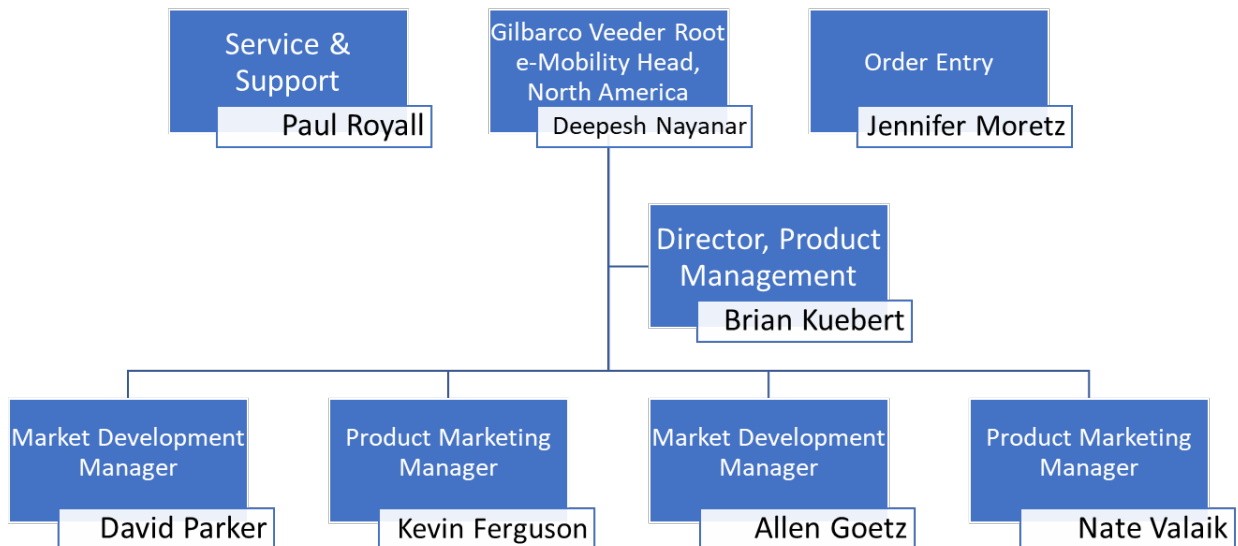 Service &
Support
Paul Royall
Gilbarco Veeder Root
e-Mobility Head,
North America
Deepesh Nayanar
Order Entry
Jennifer Moretz
Director, Product
Management
Brian Kuebert
Market Development
Manager
David Parker
Product Marketing
Manager
Kevin Ferguson
Market Development
Manager
Allen Goetz
Product Marketing
Manager
Nate Valaik